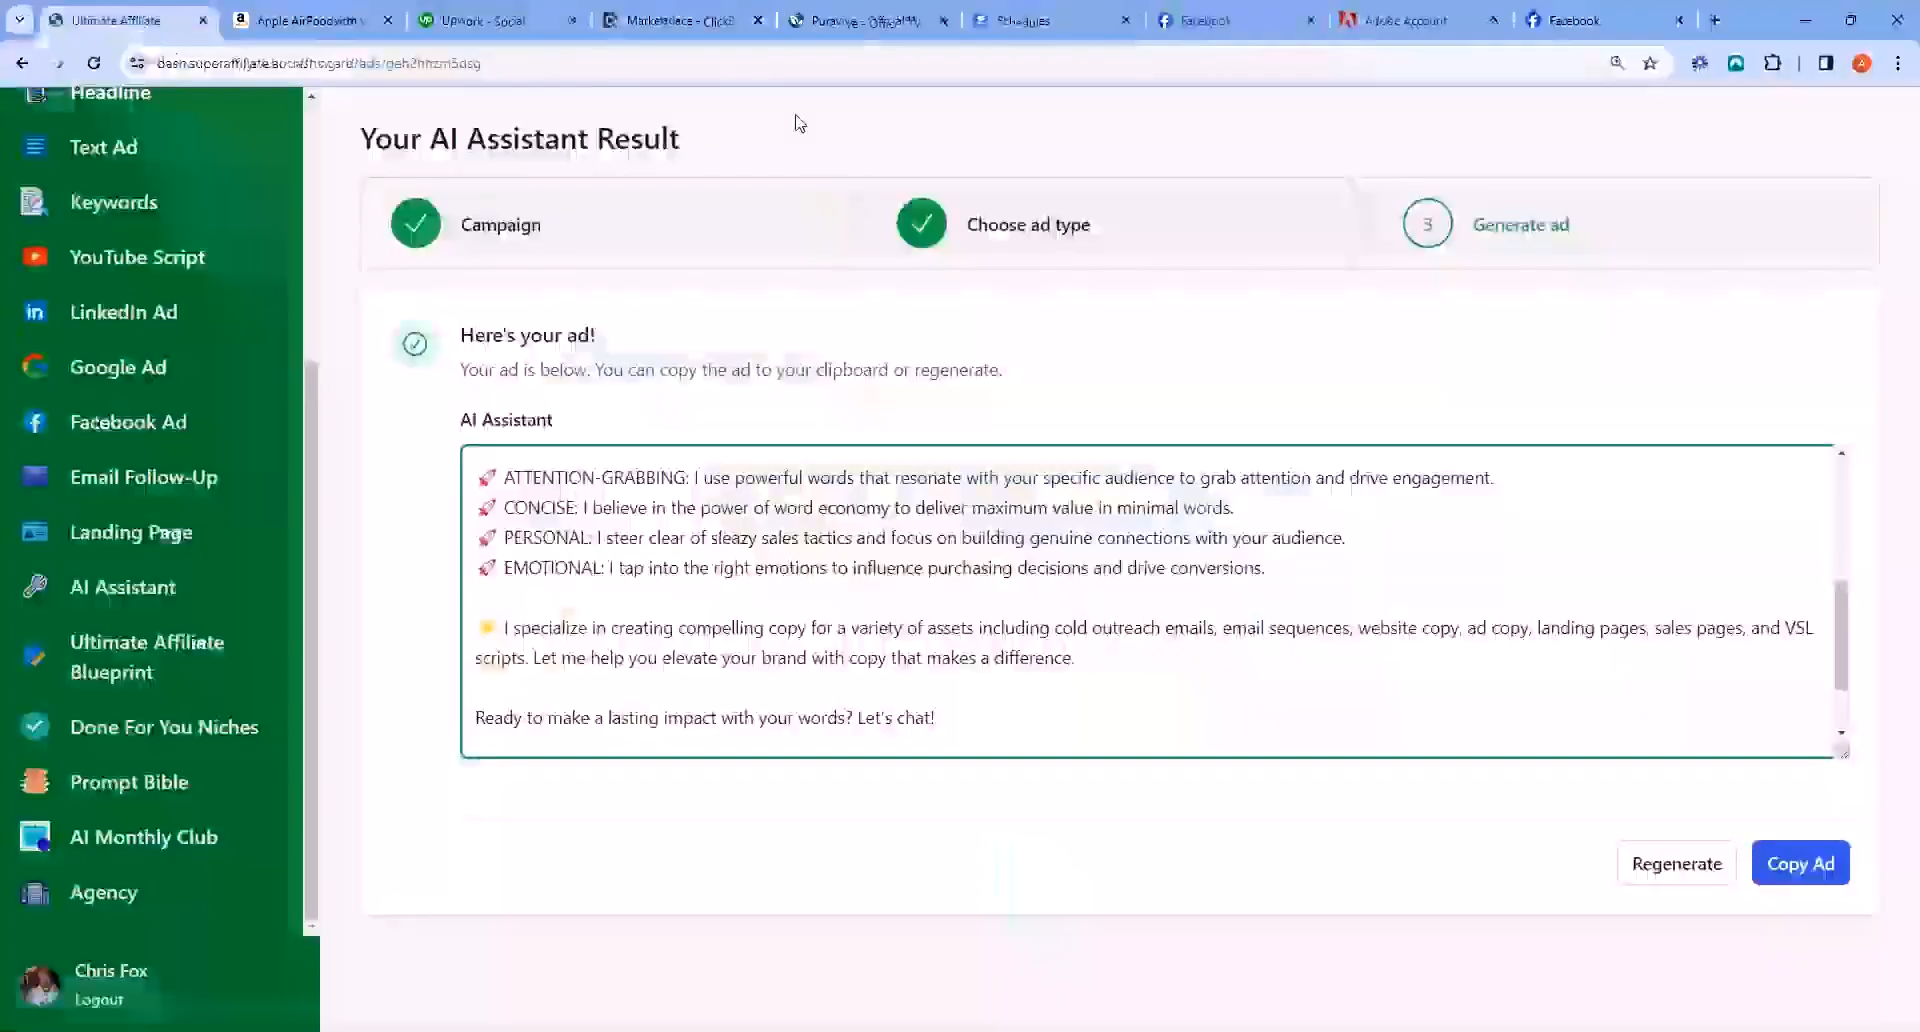 Ultimate Affiliate
Upwork - Social
Schedules
Facebook
Adobe Account
Facebook
Headline
Text Ad
Keywords
YouTube Script
LinkedIn Ad
Google Ad
Facebook Ad
Email Follow-Up
Landing Page
AI Assistant
Ultimate Affiliate
Blueprint
Done For You Niches
Prompt Bible
AI Monthly Club
Agency
Chris Fox
Logout
Your AI Assistant Result
Campaign
Choose ad type
3
Generate ad
Here's your ad!
Your ad is below. You can copy the ad to your clipboard or regenerate.
AI Assistant
🚀 ATTENTION-GRABBING: I use powerful words that resonate with your specific audience to grab attention and drive engagement.
🚀 CONCISE: I believe in the power of word economy to deliver maximum value in minimal words.
🚀 PERSONAL: I steer clear of sleazy sales tactics and focus on building genuine connections with your audience.
🚀 EMOTIONAL: I tap into the right emotions to influence purchasing decisions and drive conversions.
I specialize in creating compelling copy for a variety of assets including cold outreach emails, email sequences, website copy, ad copy, landing pages, sales pages, and VSL
scripts. Let me help you elevate your brand with copy that makes a difference.
Ready to make a lasting impact with your words? Let's chat!
Regenerate
Copy Ad